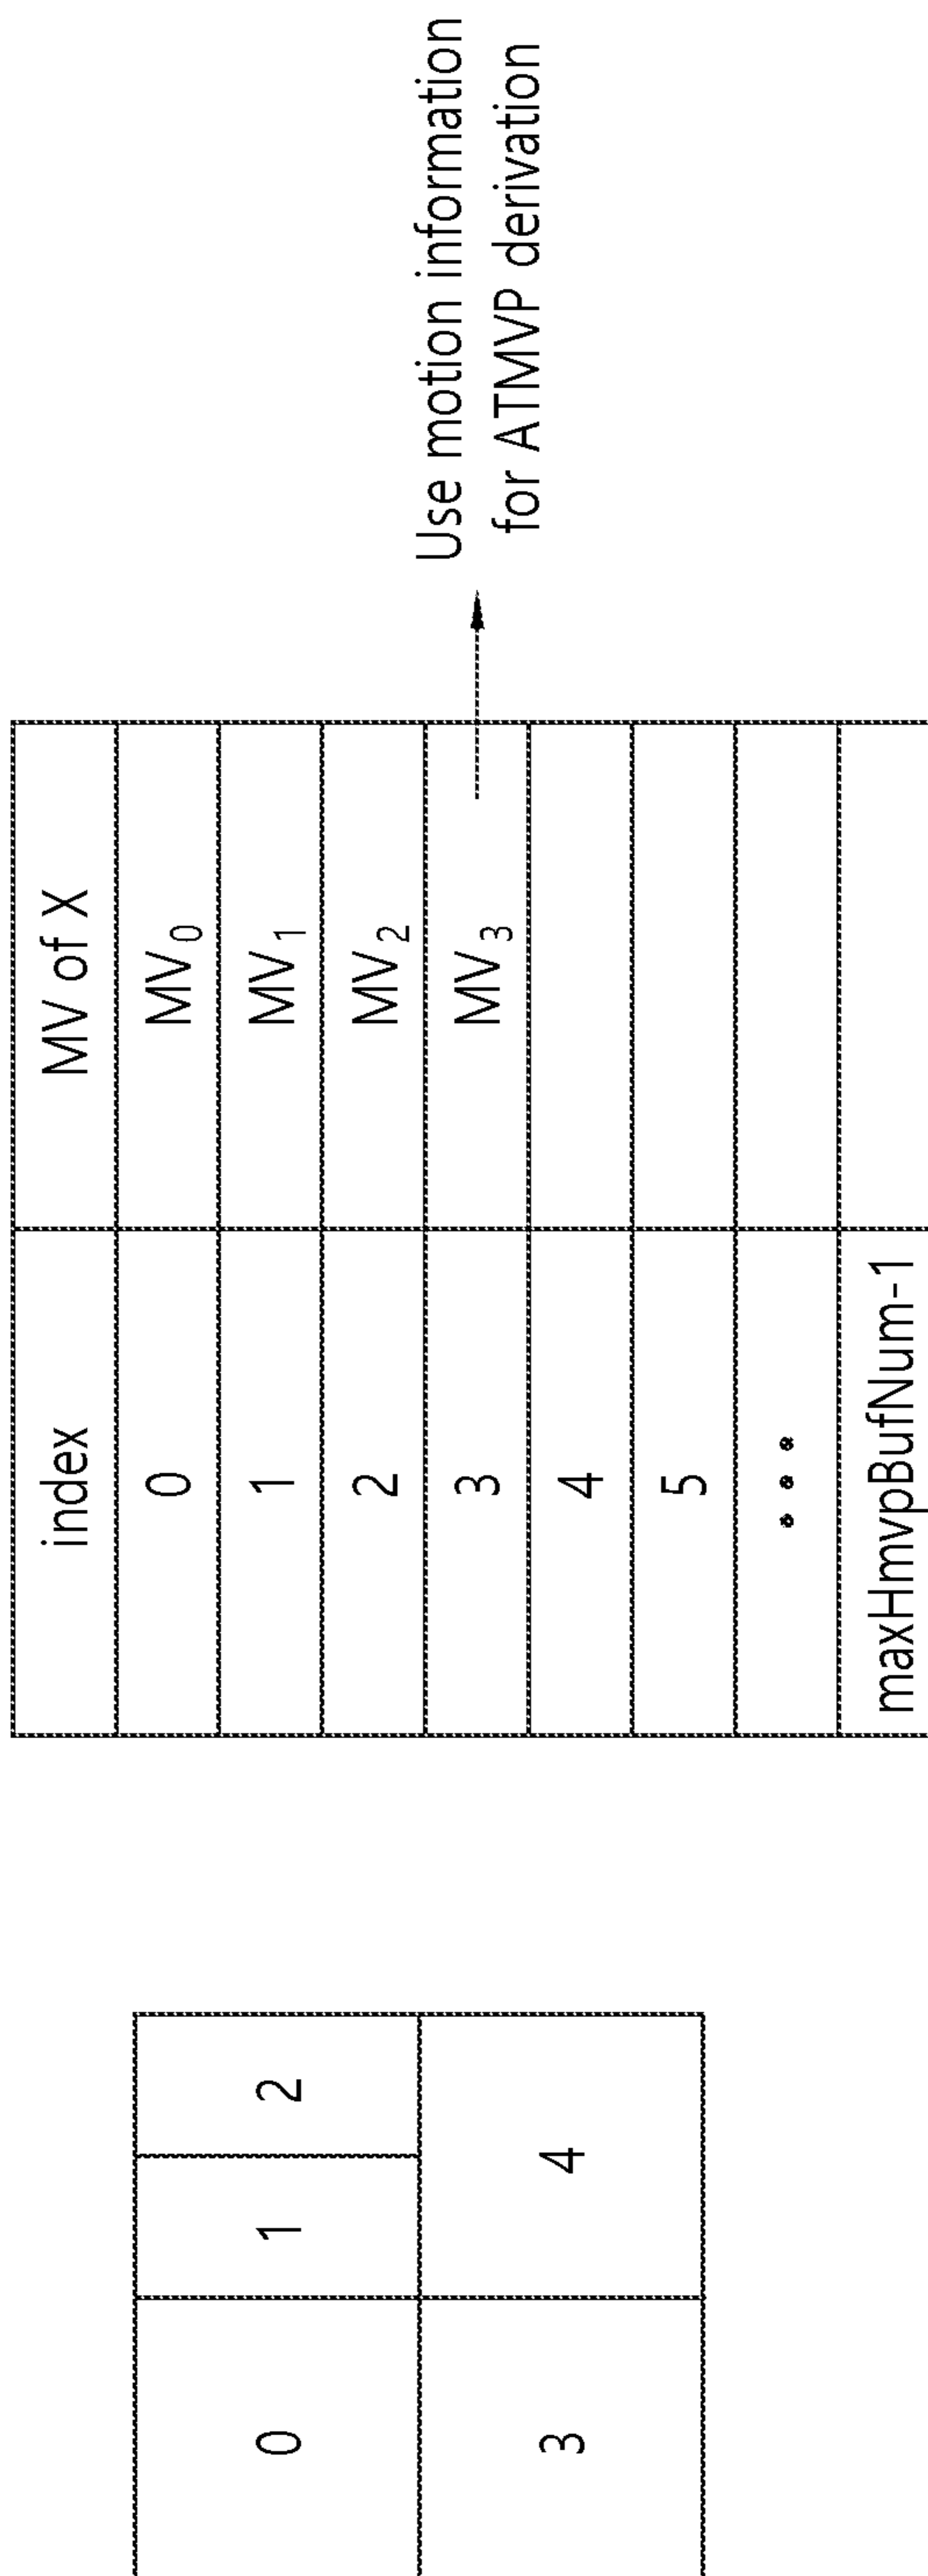 0 1 2
3 4
index MV of X
0 MV0
1 MV1
2 MV2
3 MV3
4
5
• • •
maxHmvpBufNum-1
Use motion information
for ATMVP derivation